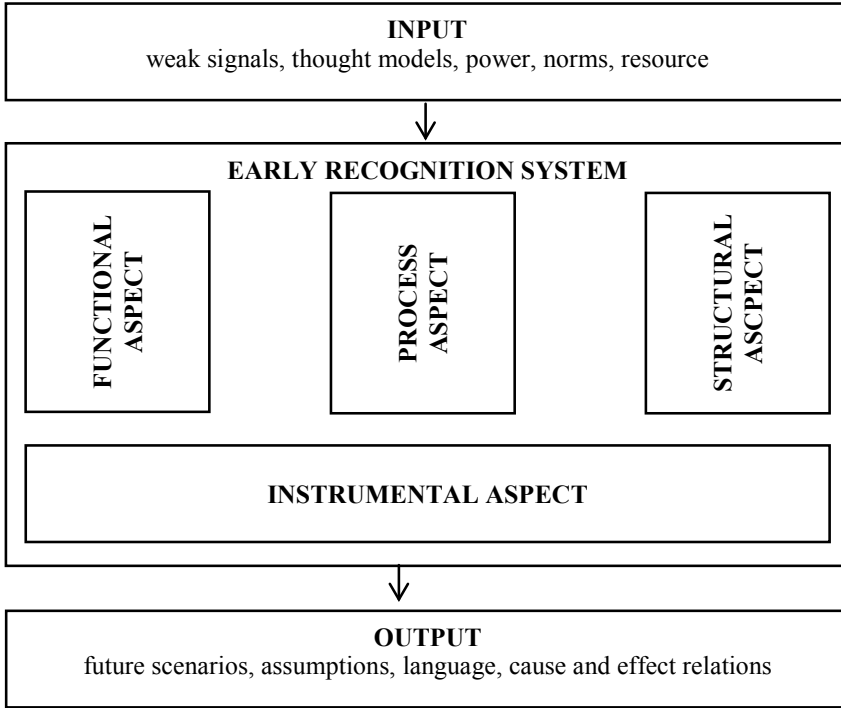 INPUT
weak signals, thought models, power, norms, resource
EARLY RECOGNITION SYSTEM
FUNCTIONAL
ASPECT
PROCESS
ASPECT
STRUCTURAL
ASCPECT
INSTRUMENTAL ASPECT
OUTPUT
future scenarios, assumptions, language, cause and effect relations